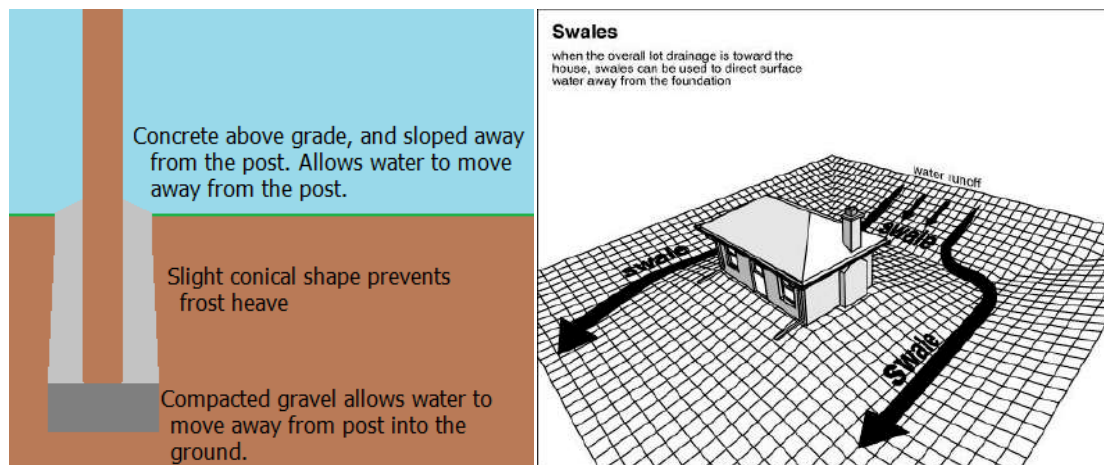 Concrete above grade, and sloped away
from the post. Allows water to move
away from the post.
Slight conical shape prevents
frost heave
Compacted gravel allows water to
move away from post into the
ground.
Swales
when the overall lot drainage is toward the
house, swales can be used to direct surface
water away from the foundation
water runoff
swale
swale
Swale